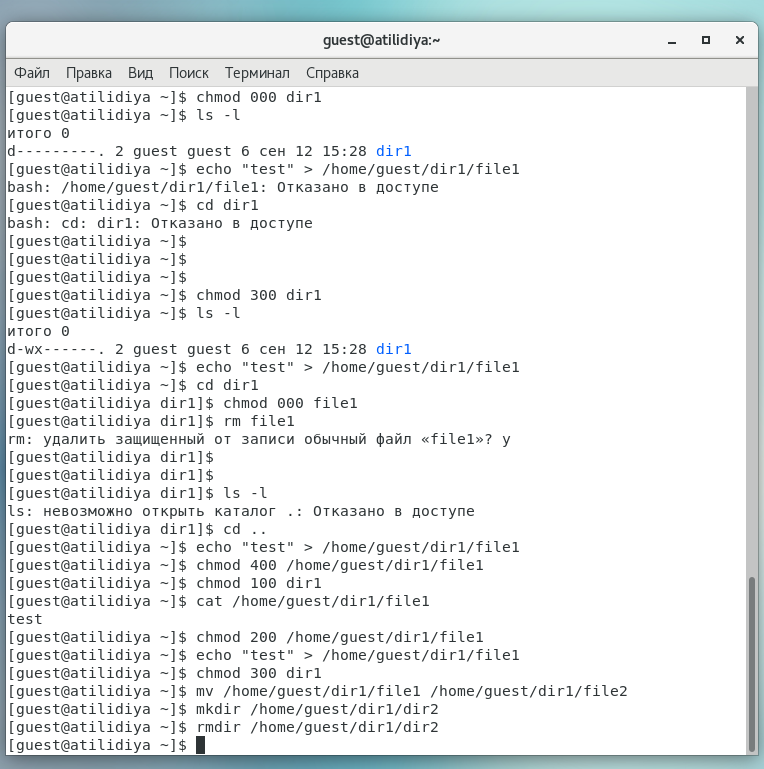 guest@atilidiya:~
Файл Правка Вид Поиск Терминал Справка
[guest@atilidiya ~]$ chmod 000 dir1
[guest@atilidiya ~]$ ls -l
итого 0
d---------. 2 guest guest 6 сен 12 15:28 dir1
[guest@atilidiya ~]$ echo "test" > /home/guest/dir1/file1
bash: /home/guest/dir1/file1: Отказано в доступе
[guest@atilidiya ~]$ cd dir1
bash: cd: dir1: Отказано в доступе
[guest@atilidiya ~]$
[guest@atilidiya ~]$
[guest@atilidiya ~]$
[guest@atilidiya ~]$ chmod 300 dir1
[guest@atilidiya ~]$ ls -l
итого 0
d-wx------. 2 guest guest 6 сен 12 15:28 dir1
[guest@atilidiya ~]$ echo "test" > /home/guest/dir1/file1
[guest@atilidiya ~]$ cd dir1
[guest@atilidiya dir1]$ chmod 000 file1
[guest@atilidiya dir1]$ rm file1
rm: удалить защищенный от записи обычный файл «file1»? y
[guest@atilidiya dir1]$
[guest@atilidiya dir1]$
[guest@atilidiya dir1]$ ls -l
ls: невозможно открыть каталог .: Отказано в доступе
[guest@atilidiya dir1]$ cd ..
[guest@atilidiya ~]$ echo "test" > /home/guest/dir1/file1
[guest@atilidiya ~]$ chmod 400 /home/guest/dir1/file1
[guest@atilidiya ~]$ chmod 100 dir1
[guest@atilidiya ~]$ cat /home/guest/dir1/file1
test
[guest@atilidiya ~]$ chmod 200 /home/guest/dir1/file1
[guest@atilidiya ~]$ echo "test" > /home/guest/dir1/file1
[guest@atilidiya ~]$ chmod 300 dir1
[guest@atilidiya ~]$ mv /home/guest/dir1/file1 /home/guest/dir1/file2
[guest@atilidiya ~]$ mkdir /home/guest/dir1/dir2
[guest@atilidiya ~]$ rmdir /home/guest/dir1/dir2
[guest@atilidiya ~]$